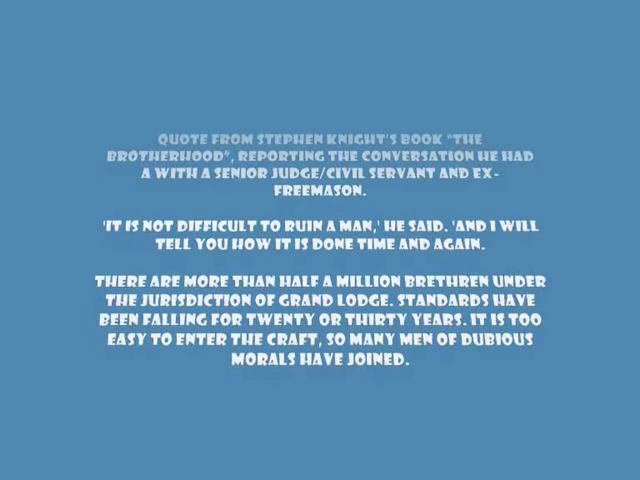 QUOTE FROM STEPHEN KNIGHT'S BOOK "THE
BROTHERHOOD", REPORTING THE CONVERSATION HE HAD
A WITH A SENIOR JUDGE/CIVIL SERVANT AND EX-
FREEMASON.
'IT IS NOT DIFFICULT TO RUIN A MAN,' HE SAID. 'AND I WILL
TELL YOU HOW IT IS DONE TIME AND AGAIN.
THERE ARE MORE THAN HALF A MILLION BRETHREN UNDER
THE JURISDICTION OF GRAND LODGE. STANDARDS HAVE
BEEN FALLING FOR TWENTY OR THIRTY YEARS. IT IS TOO
EASY TO ENTER THE CRAFT, SO MANY MEN OF DUBIOUS
MORALS HAVE JOINED.